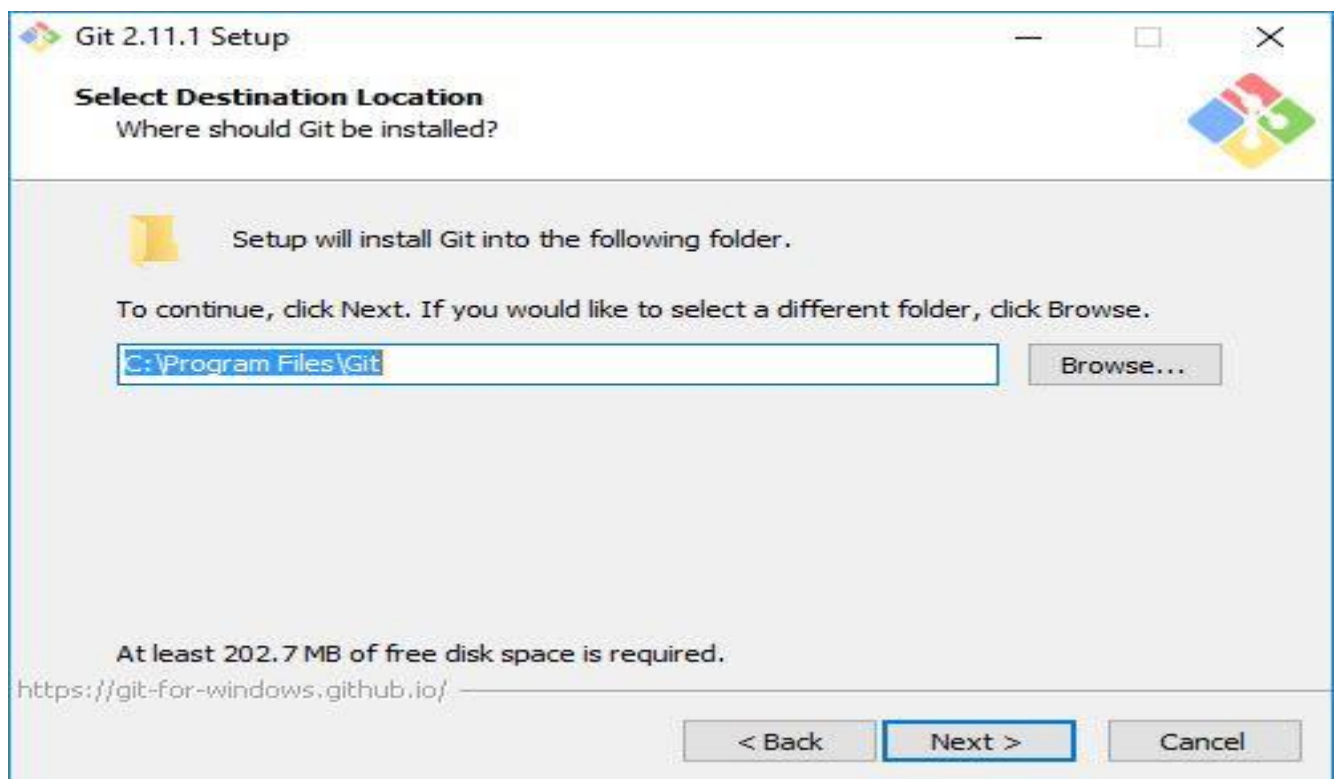 Git 2.11.1 Setup
Select Destination Location
Where should Git be installed?
Setup will install Git into the following folder.
To continue, click Next. If you would like to select a different folder, click Browse.
C:\Program Files\Git
Browse...
At least 202.7 MB of free disk space is required.
https://git-for-windows.github.io/
< Back Next > Cancel